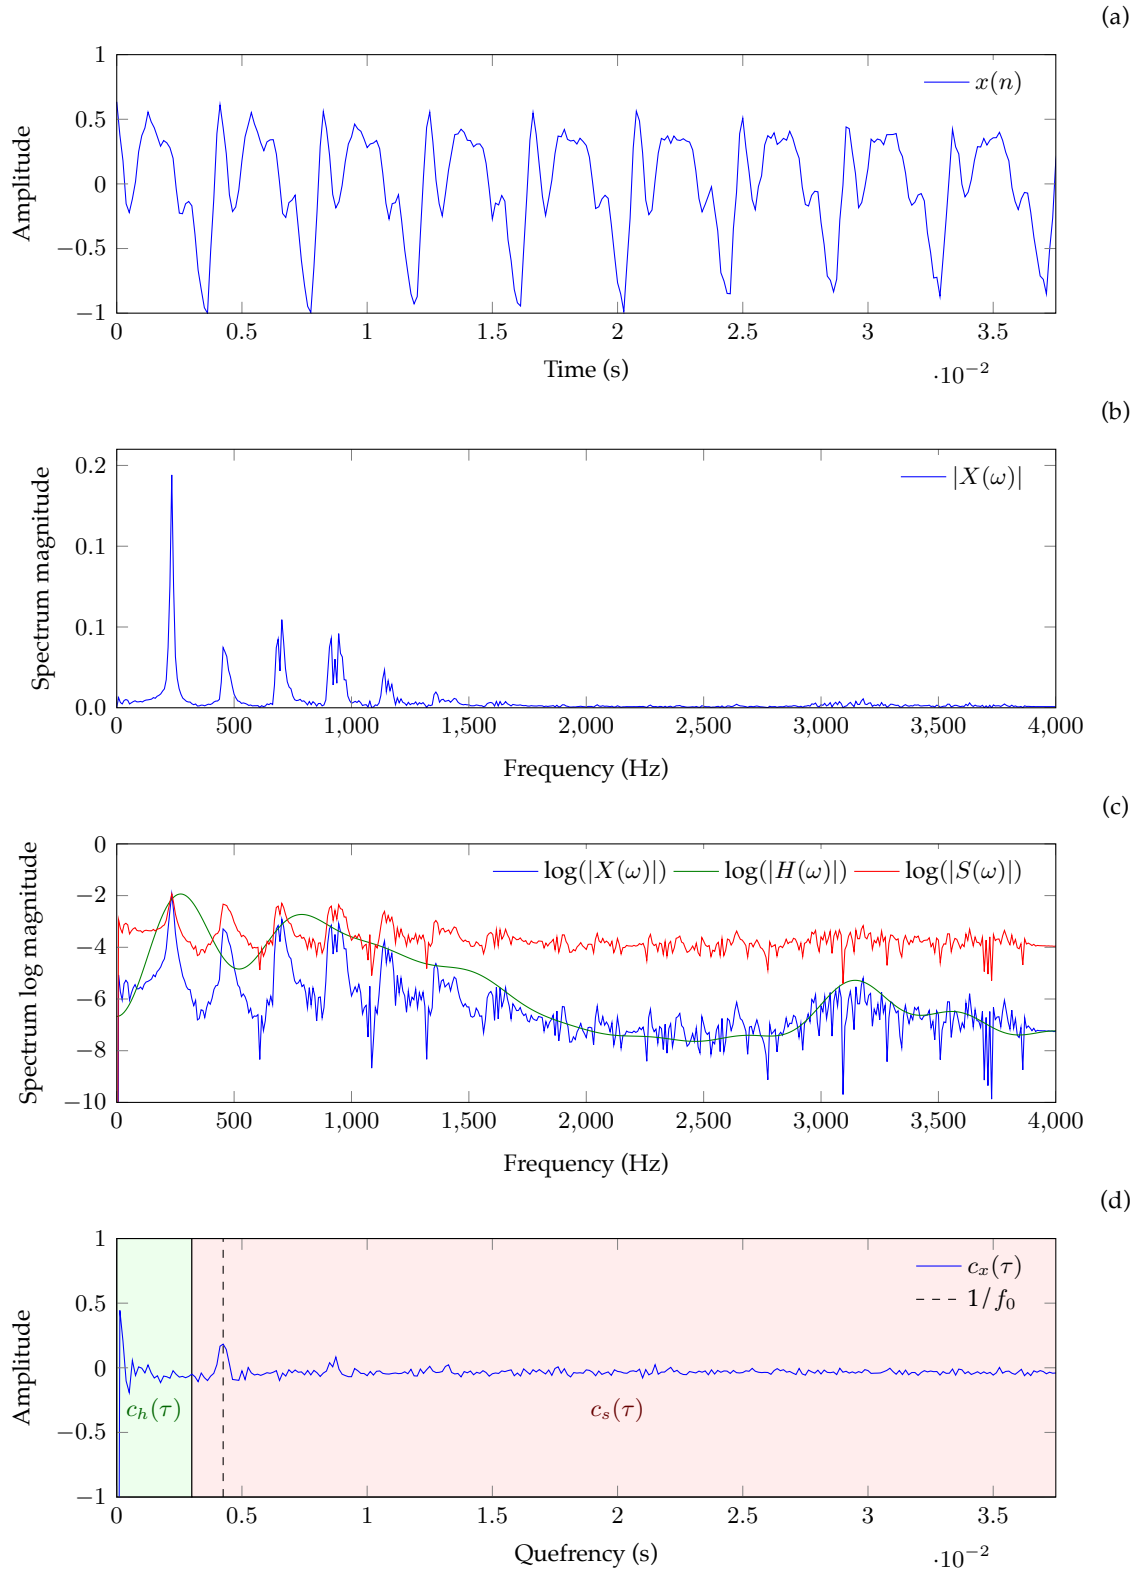 (a)
1
0.5
0
−0.5
−1
Amplitude
x(n)
0 0.5 1 1.5 2 2.5 3 3.5
Time (s)
·10⁻²
(b)
0.2
0.1
0.1
0.0
Spectrum magnitude
|X(ω)|
0 500 1,000 1,500 2,000 2,500 3,000 3,500 4,000
Frequency (Hz)
(c)
0
−2
−4
−6
−8
−10
Spectrum log magnitude
log(|X(ω)|) log(|H(ω)|) log(|S(ω)|)
0 500 1,000 1,500 2,000 2,500 3,000 3,500 4,000
Frequency (Hz)
(d)
1
0.5
0
−0.5
−1
Amplitude
cₓ(τ)
1/f₀
cₕ(τ)
cₛ(τ)
0 0.5 1 1.5 2 2.5 3 3.5
Quefrency (s)
·10⁻²